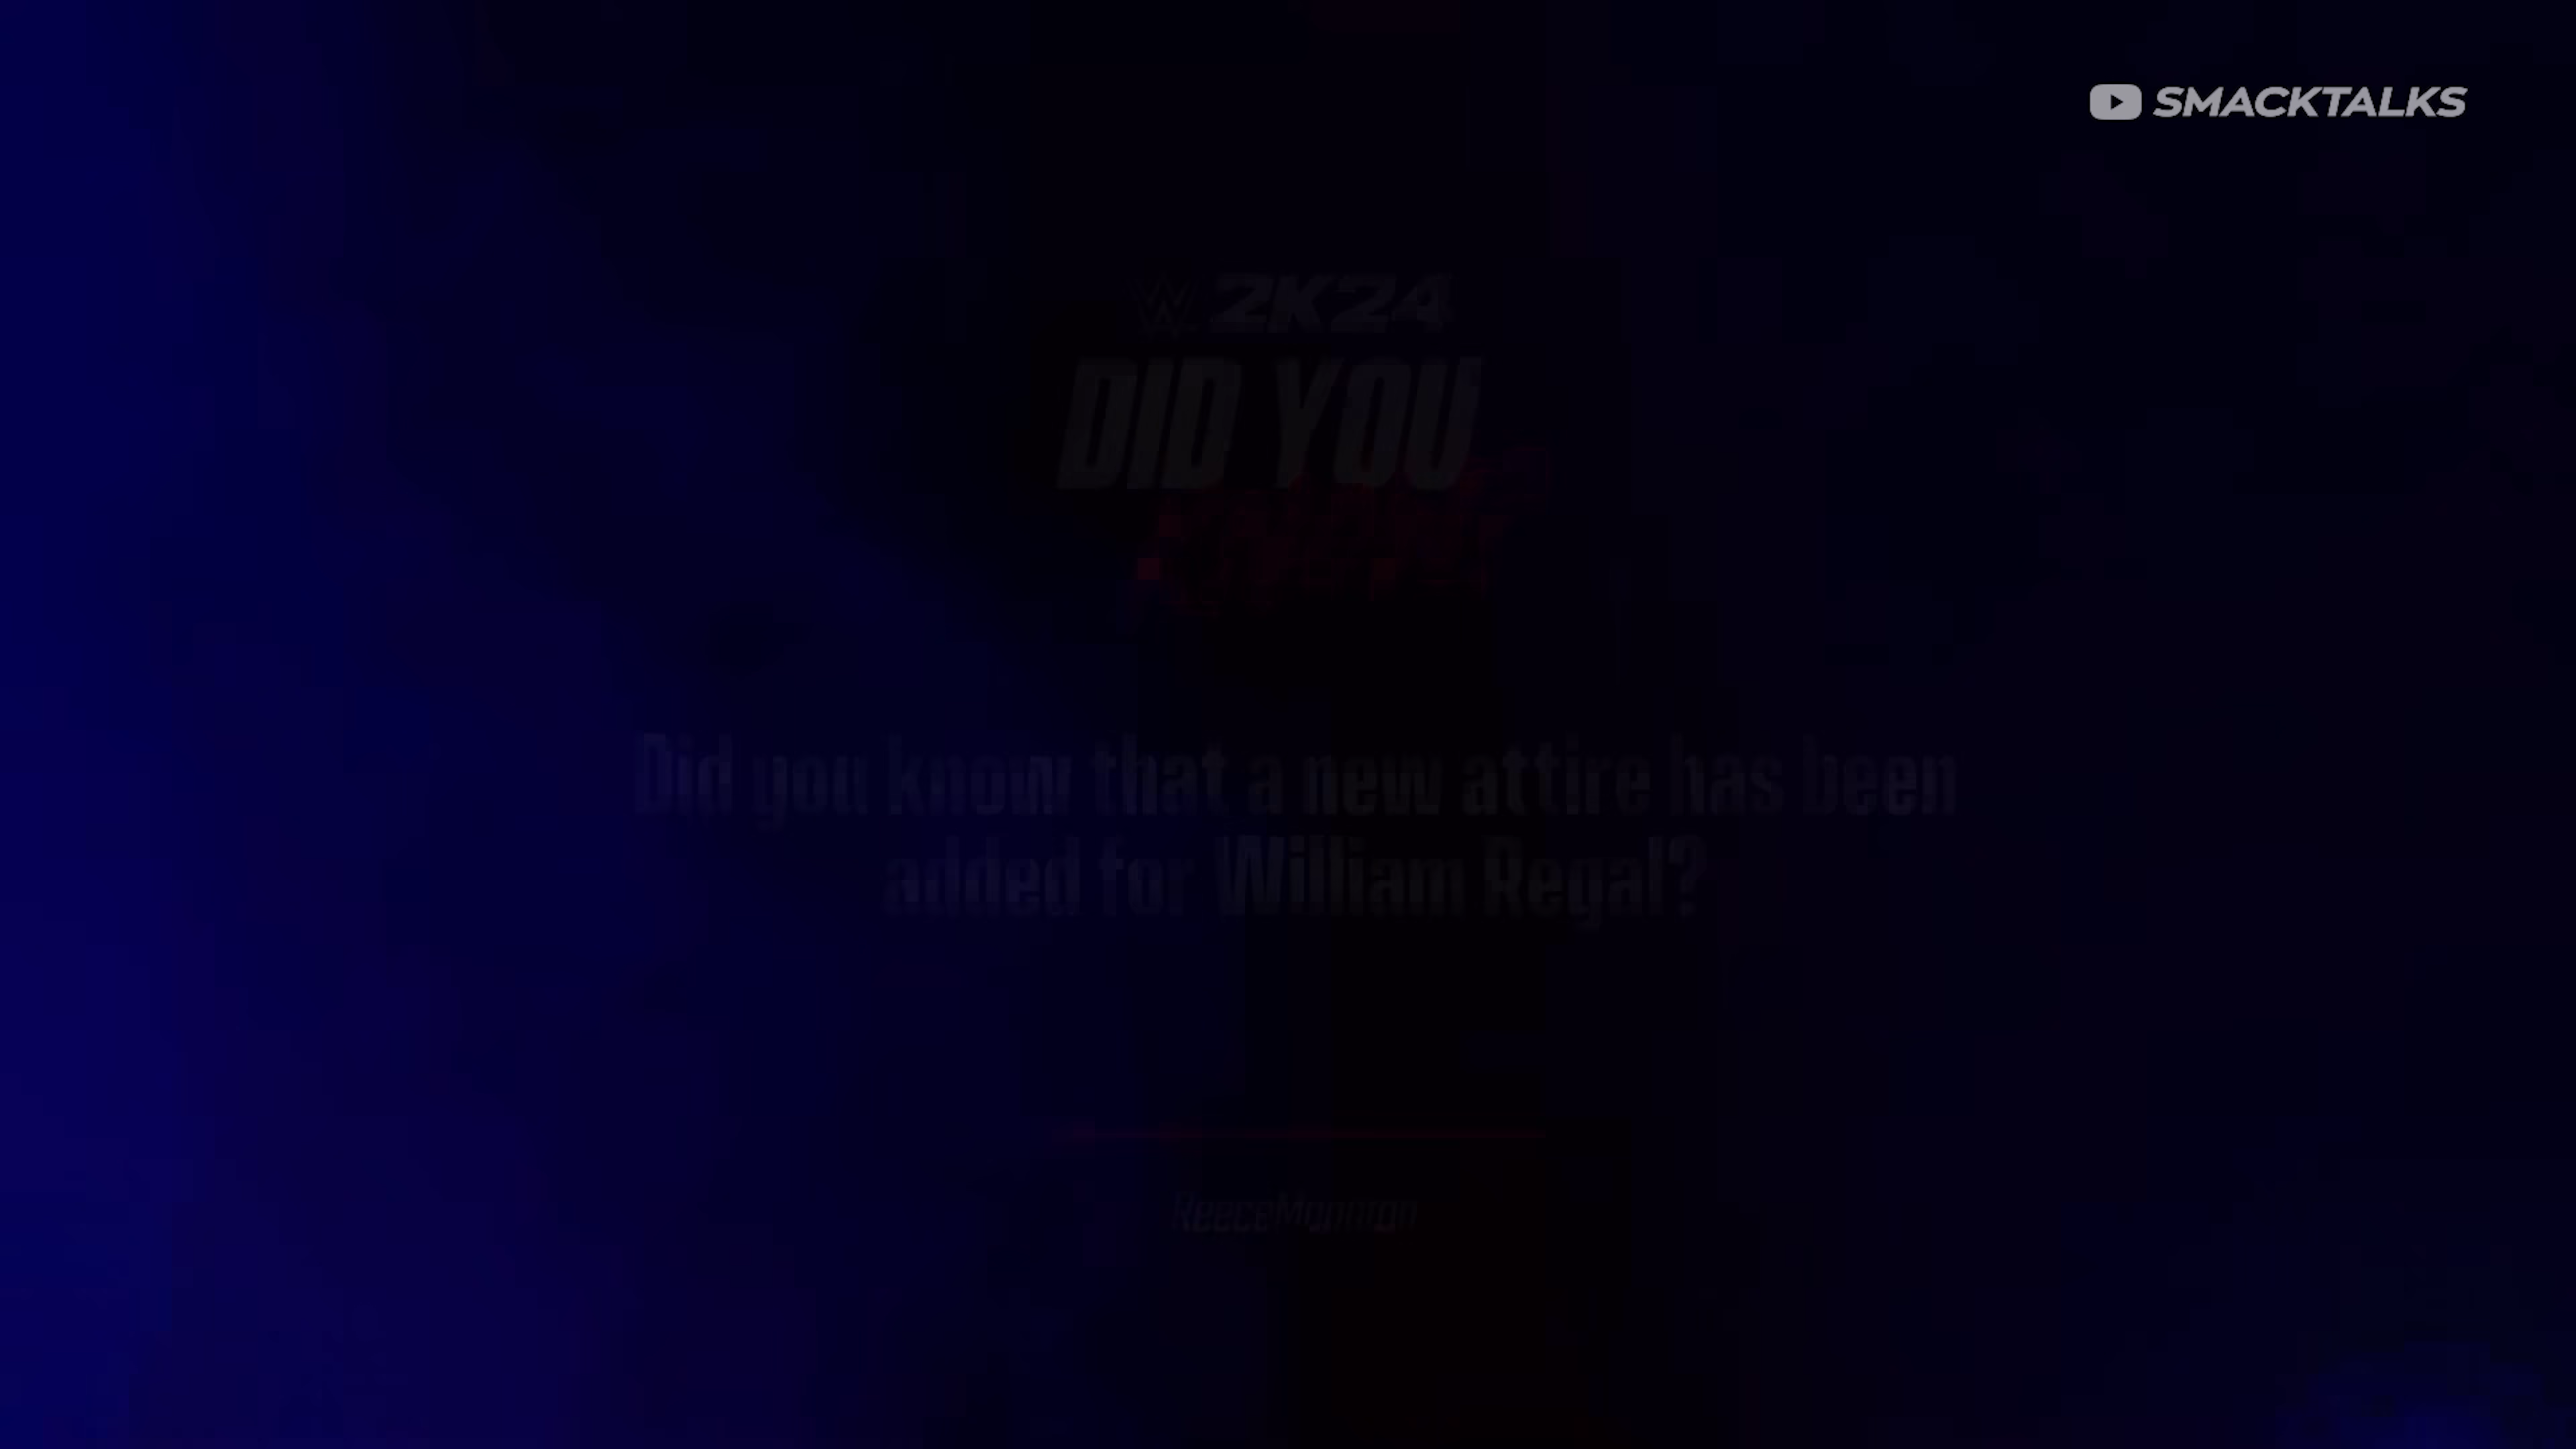 SMACKTALKS
W 2K24
DID YOU
Did you know that a new attire has been
added for William Regal?